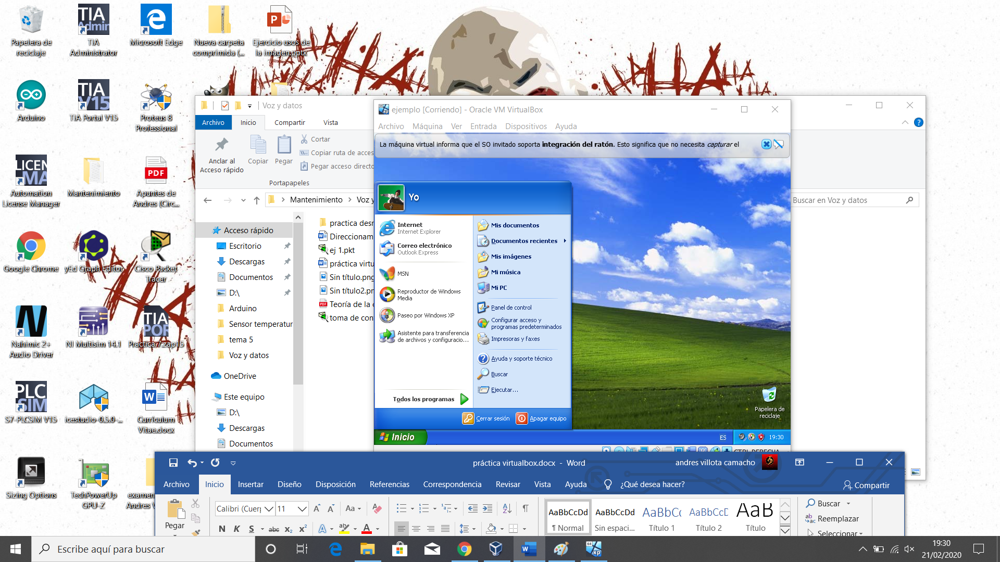 Papelera de
reciclaje
TIA
Admin
TIA
Administrator
Microsoft Edge
Nueva carpeta
comprimida (...
Ejercicio usos de
la imagen.pptx
Arduino
TIA
V15
TIA Portal V15
Proteus 8
Professional
Automation
License Manager
Mantenimiento
PDF
Apuntes de
Andres (Circ...
Google Chrome
yEd Graph Editor
Cisco Packet
Tracer
Nahimic 2+
Audio Driver
NI Multisim 14.1
Practica 7.zap15
PLC
SIM
S7-PLCSIM V15
icestudio-0.5.0-...
Currículum
Vitae.docx
Sizing Options
TechPowerUp
GPU-Z
Voz y datos
Archivo
Inicio
Compartir
Vista
Anclar al
Acceso rápido
Copiar
Pegar
Cortar
Copiar ruta de acces
Pegar acceso directo
Portapapeles
Mantenimiento
Voz y
Buscar en Voz y datos
Acceso rápido
Escritorio
Descargas
Documentos
D:\
Arduino
Sensor temperatur
tema 5
Voz y datos
OneDrive
Este equipo
D:\
Descargas
Documentos
practica desm
Direccionam
ej 1.pkt
práctica virtu
Sin título.png
Sin título2.pn
Teoría de la c
toma de con
ejemplo [Corriendo] - Oracle VM VirtualBox
Archivo Máquina Ver Entrada Dispositivos Ayuda
La máquina virtual informa que el SO invitado soporta integración del ratón. Esto significa que no necesita capturar el
Yo
Internet
Internet Explorer
Correo electrónico
Outlook Express
MSN
Reproductor de Windows
Media
Paseo por Windows XP
Asistente para transferencia
de archivos y configuracio...
Todos los programas
Mis documentos
Documentos recientes
Mis imágenes
Mi música
Mi PC
Panel de control
Configurar acceso y
programas predeterminados
Impresoras y faxes
Ayuda y soporte técnico
Buscar
Ejecutar...
Cerrar sesión
Apagar equipo
Papelera de
reciclaje
Inicio
ES
19:30
CTRL DERECHA
práctica virtualbox.docx - Word
andres villota camacho
Archivo Inicio Insertar Diseño Disposición Referencias Correspondencia Revisar Vista Ayuda ¿Qué desea hacer? Compartir
Pegar
Calibri (Cuerp
11
Aa
N K S abc x₂ x²
AaBbCcDd
¶ Normal
AaBbCcDd
Sin espaci...
AaBbCc
Título 1
AaBbCcD
Título 2
AaB
Título
Buscar
Reemplazar
Seleccionar
Escribe aquí para buscar
19:30
21/02/2020